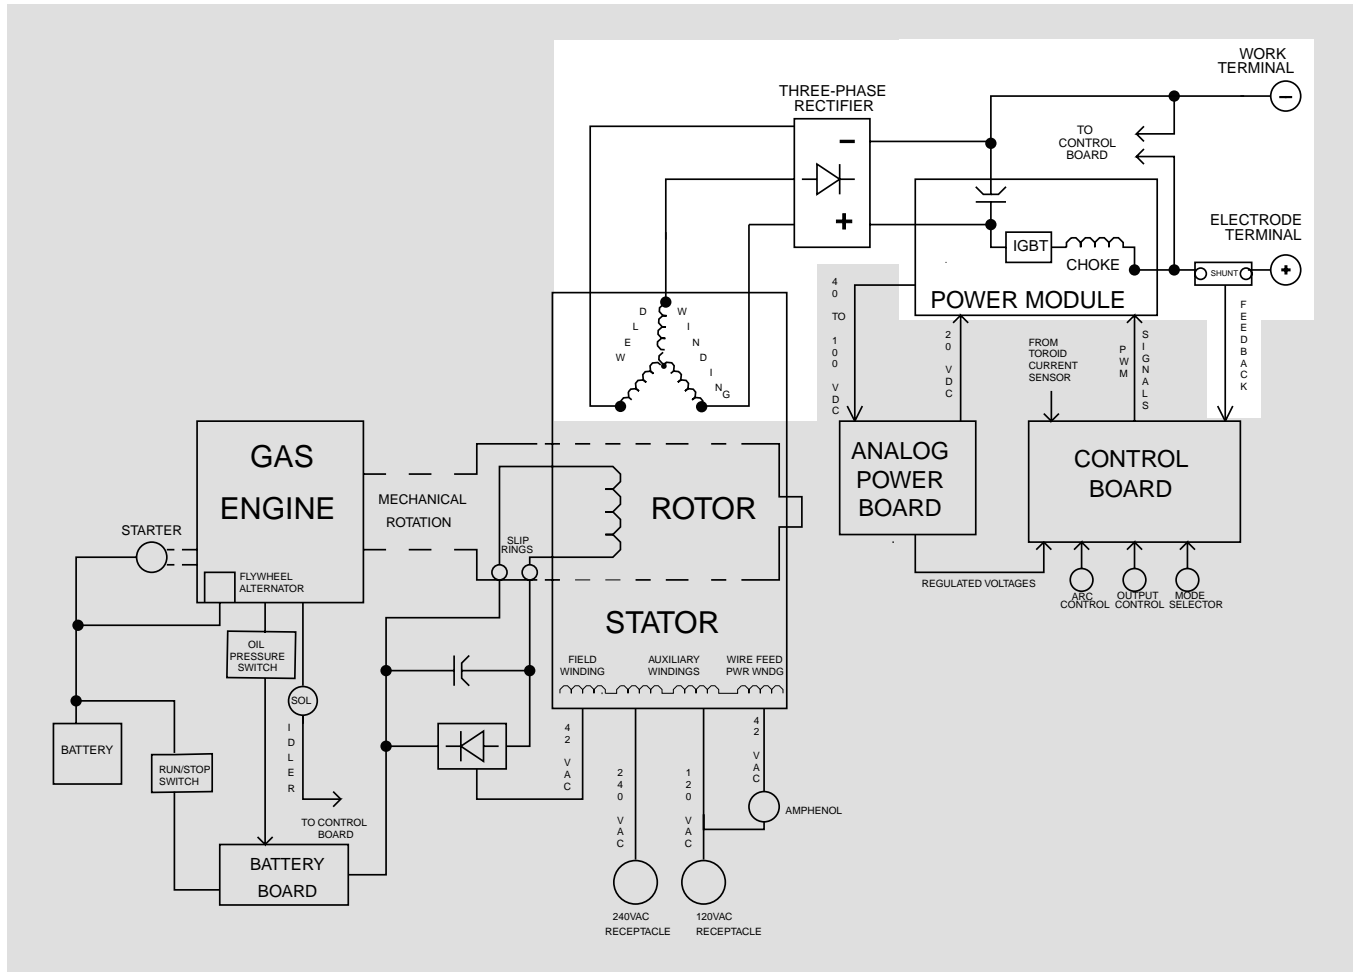 WORK
TERMINAL
−
THREE-PHASE
RECTIFIER
−
+
TO
CONTROL
BOARD
ELECTRODE
TERMINAL
+
IGBT
CHOKE
SHUNT
POWER MODULE
WELD WINDING
40 TO 100 VDC
20 VDC
FROM
TOROID
CURRENT
SENSOR
PWM
SIGNALS
FEEDBACK
GAS
ENGINE
MECHANICAL
ROTATION
ROTOR
SLIP
RINGS
ANALOG
POWER
BOARD
CONTROL
BOARD
STARTER
FLYWHEEL
ALTERNATOR
REGULATED VOLTAGES
ARC
CONTROL
OUTPUT
CONTROL
MODE
SELECTOR
STATOR
OIL
PRESSURE
SWITCH
FIELD
WINDING
AUXILIARY
WINDINGS
WIRE FEED
PWR WNDG
SOL
IDLER
BATTERY
RUN/STOP
SWITCH
42 VAC
240 VAC
120 VAC
42 VAC
AMPHENOL
TO CONTROL
BOARD
BATTERY
BOARD
240VAC
RECEPTACLE
120VAC
RECEPTACLE